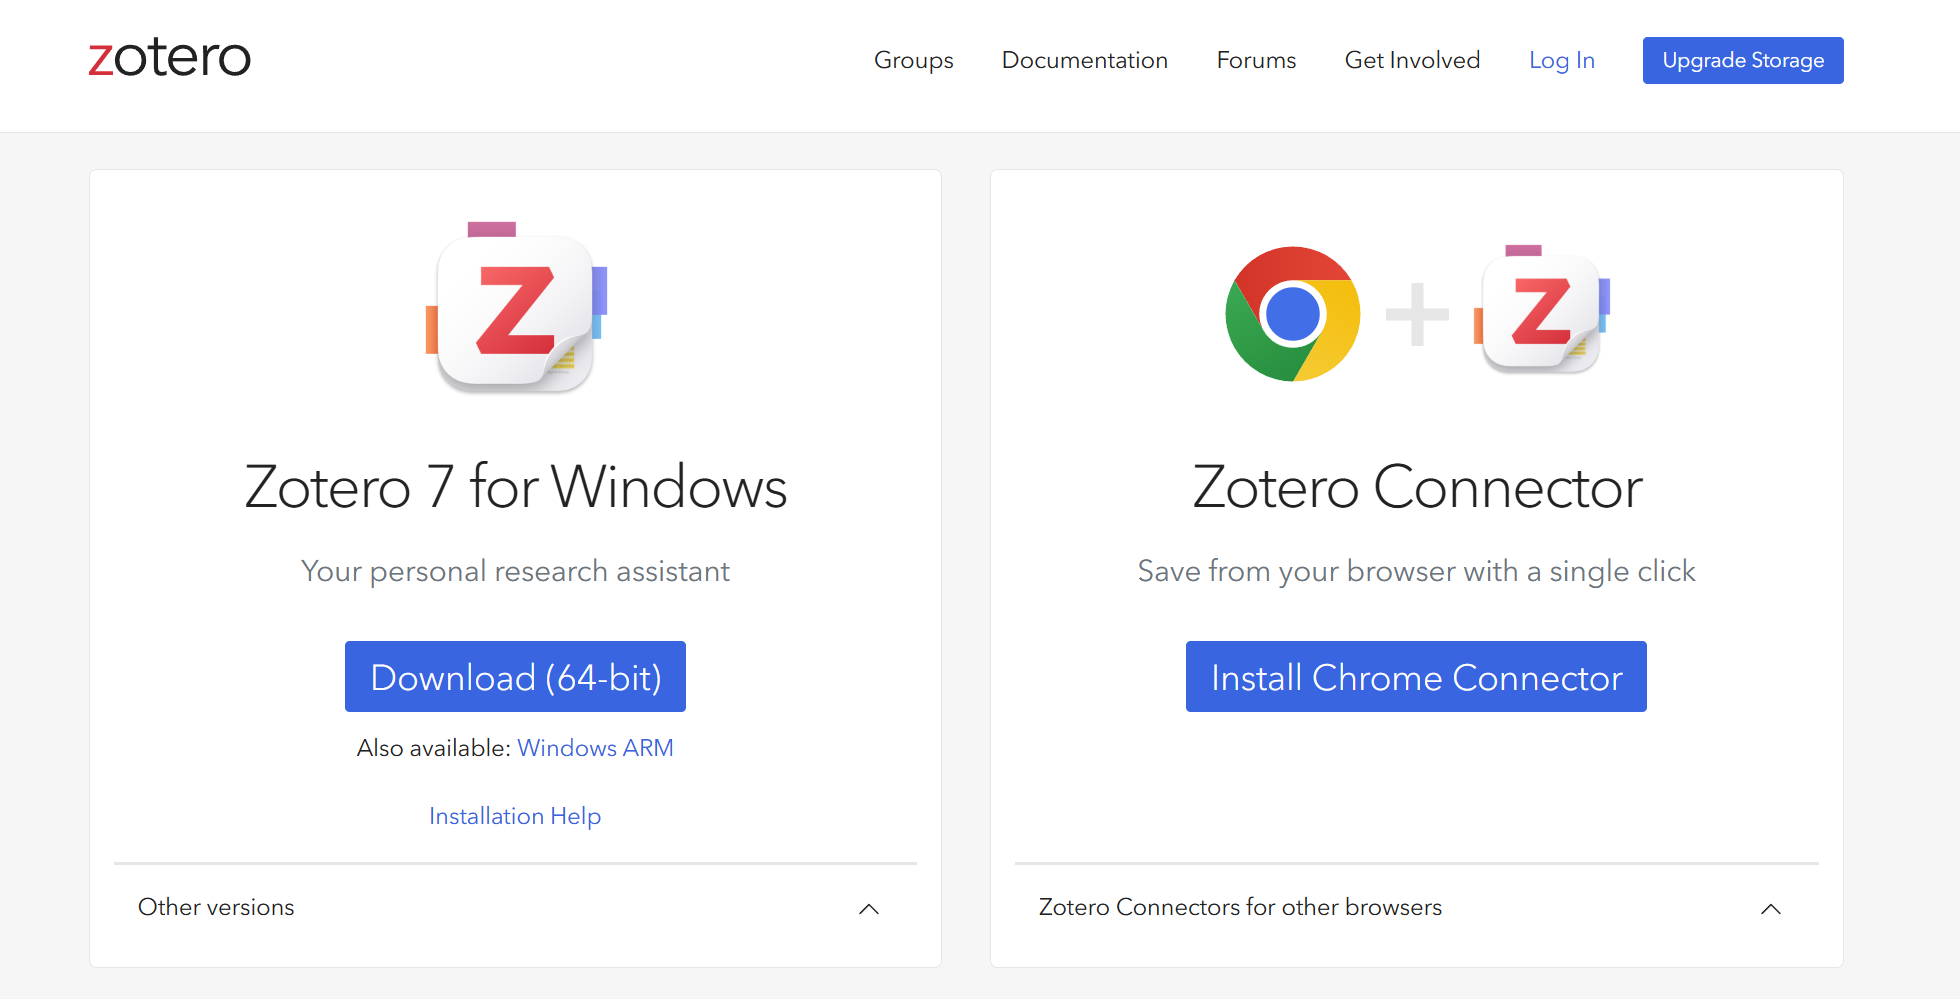 zotero
Groups
Documentation
Forums
Get Involved
Log In
Upgrade Storage
Z
Zotero 7 for Windows
Your personal research assistant
Download (64-bit)
Also available: Windows ARM
Installation Help
Other versions
Z
Zotero Connector
Save from your browser with a single click
Install Chrome Connector
Zotero Connectors for other browsers